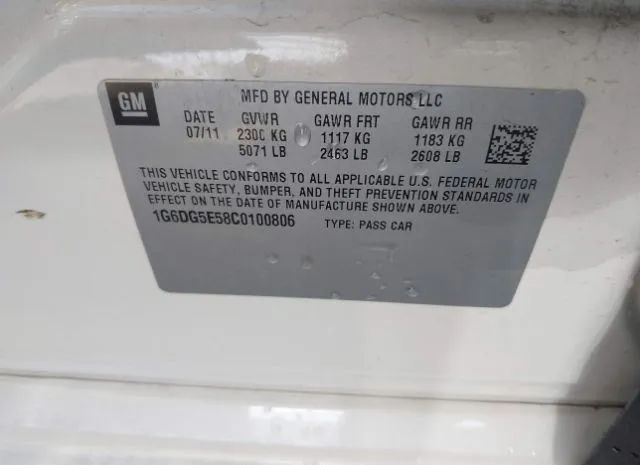 GM ®
MFD BY GENERAL MOTORS LLC
DATE GVWR GAWR FRT GAWR RR
07/11 2300 KG 1117 KG 1183 KG
5071 LB 2463 LB 2608 LB
THIS VEHICLE CONFORMS TO ALL APPLICABLE U.S. FEDERAL MOTOR
VEHICLE SAFETY, BUMPER, AND THEFT PREVENTION STANDARDS IN
EFFECT ON THE DATE OF MANUFACTURE SHOWN ABOVE.
1G6DG5E58C0100806 TYPE: PASS CAR